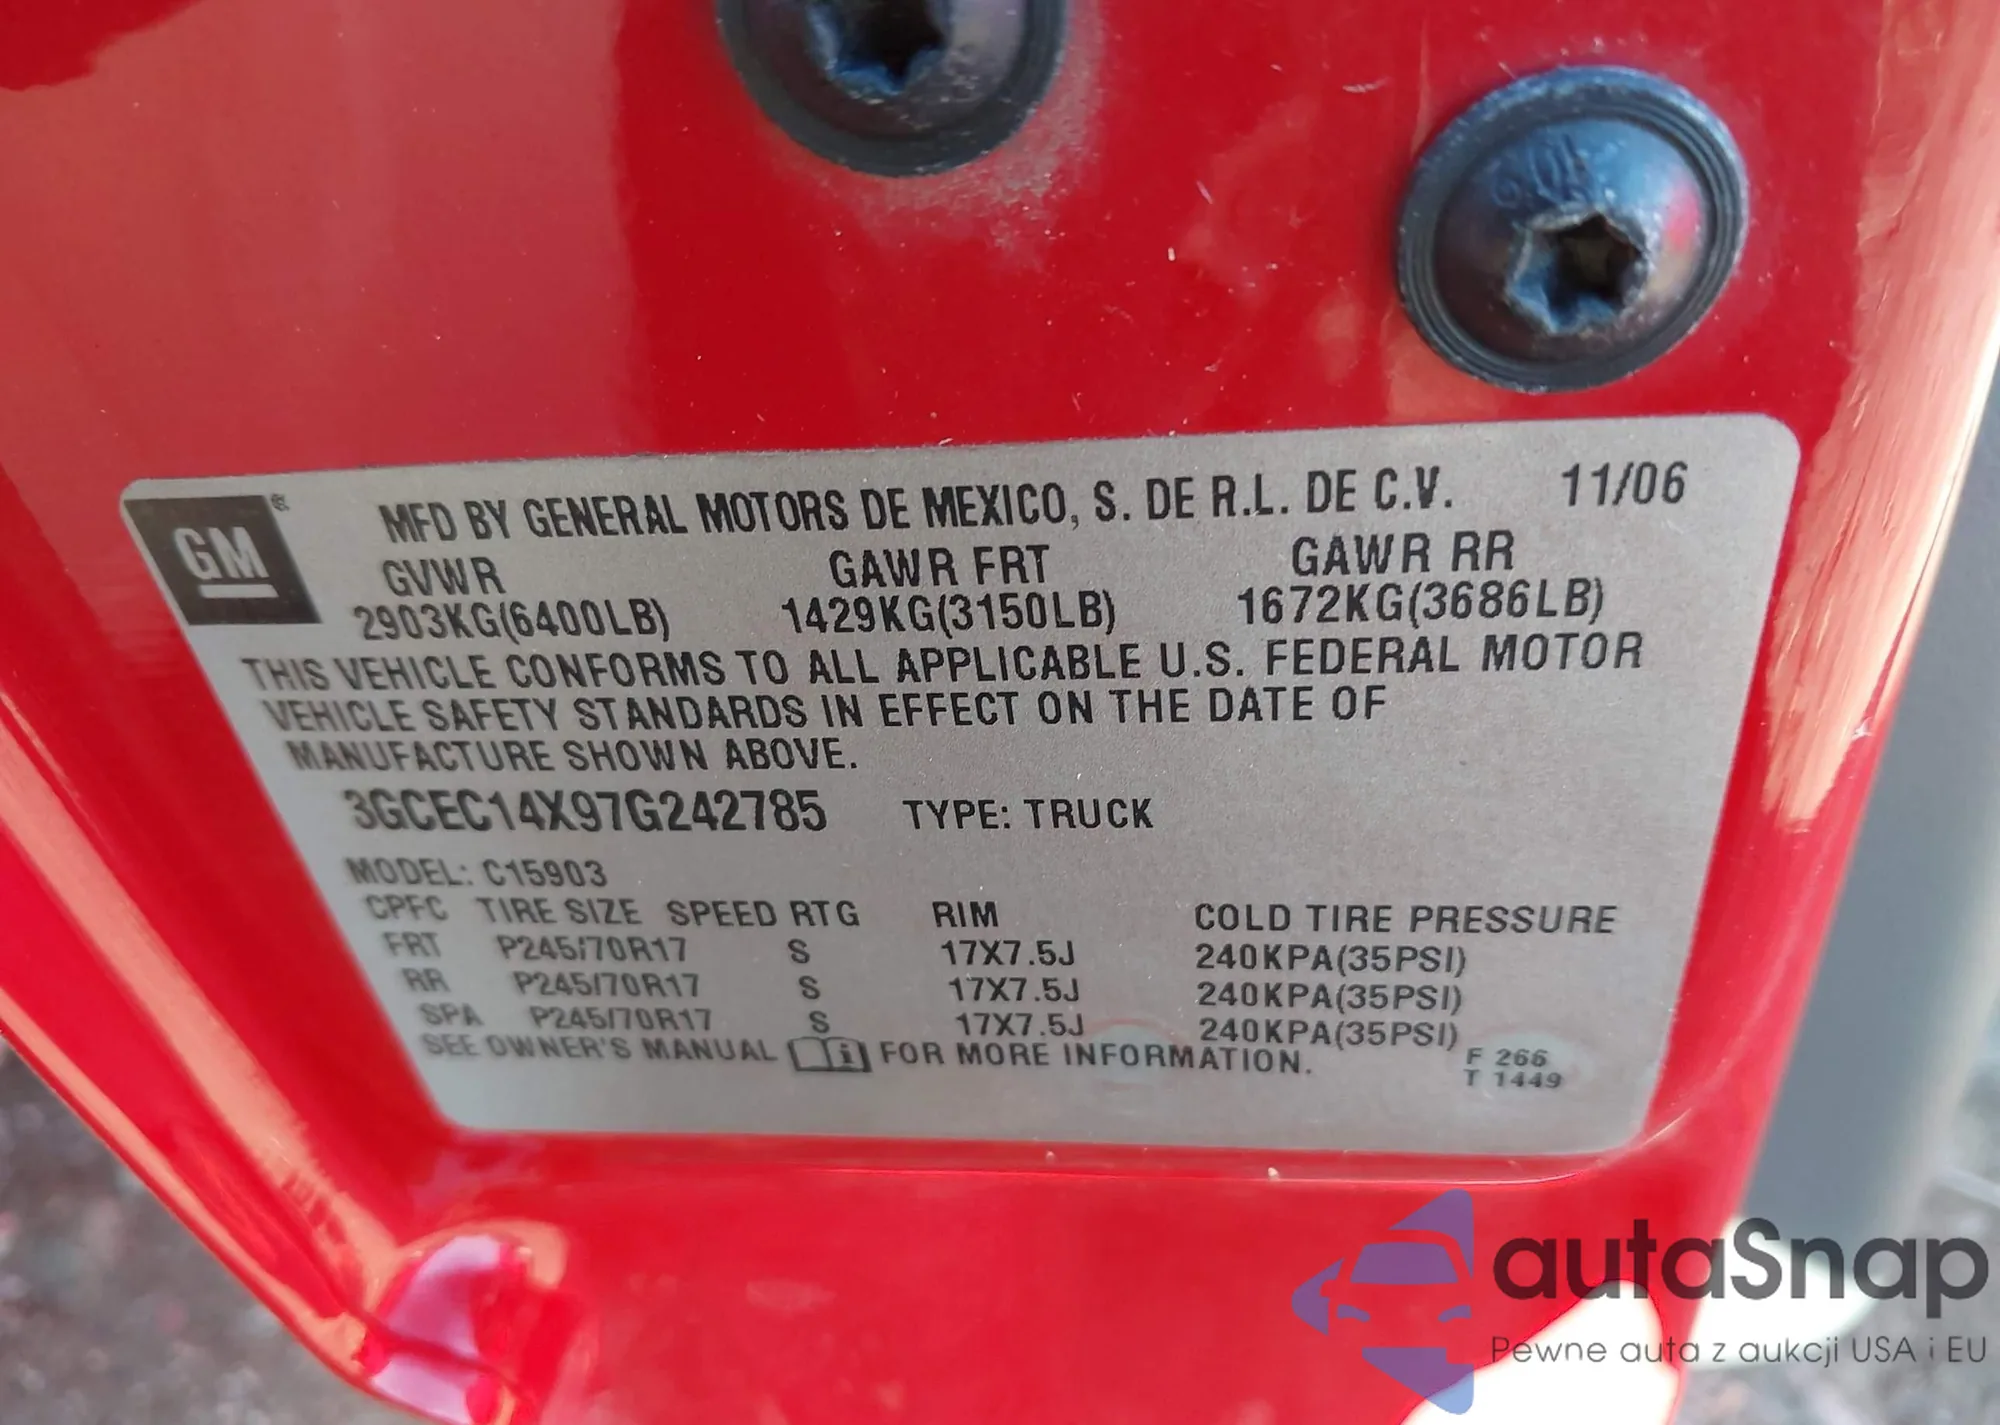 GM
MFD BY GENERAL MOTORS DE MEXICO, S. DE R.L. DE C.V. 11/06
GVWR GAWR FRT GAWR RR
2903KG(6400LB) 1429KG(3150LB) 1672KG(3686LB)
THIS VEHICLE CONFORMS TO ALL APPLICABLE U.S. FEDERAL MOTOR
VEHICLE SAFETY STANDARDS IN EFFECT ON THE DATE OF
MANUFACTURE SHOWN ABOVE.
3GCEC14X97G242785 TYPE: TRUCK
MODEL: C15903
CPFC TIRE SIZE SPEED RTG RIM COLD TIRE PRESSURE
FRT P245/70R17 S 17X7.5J 240KPA(35PSI)
RR P245/70R17 S 17X7.5J 240KPA(35PSI)
SPA P245/70R17 S 17X7.5J 240KPA(35PSI)
SEE OWNER'S MANUAL FOR MORE INFORMATION.
F 266
T 1449
autaSnap
Pewne auta z aukcji USA i EU